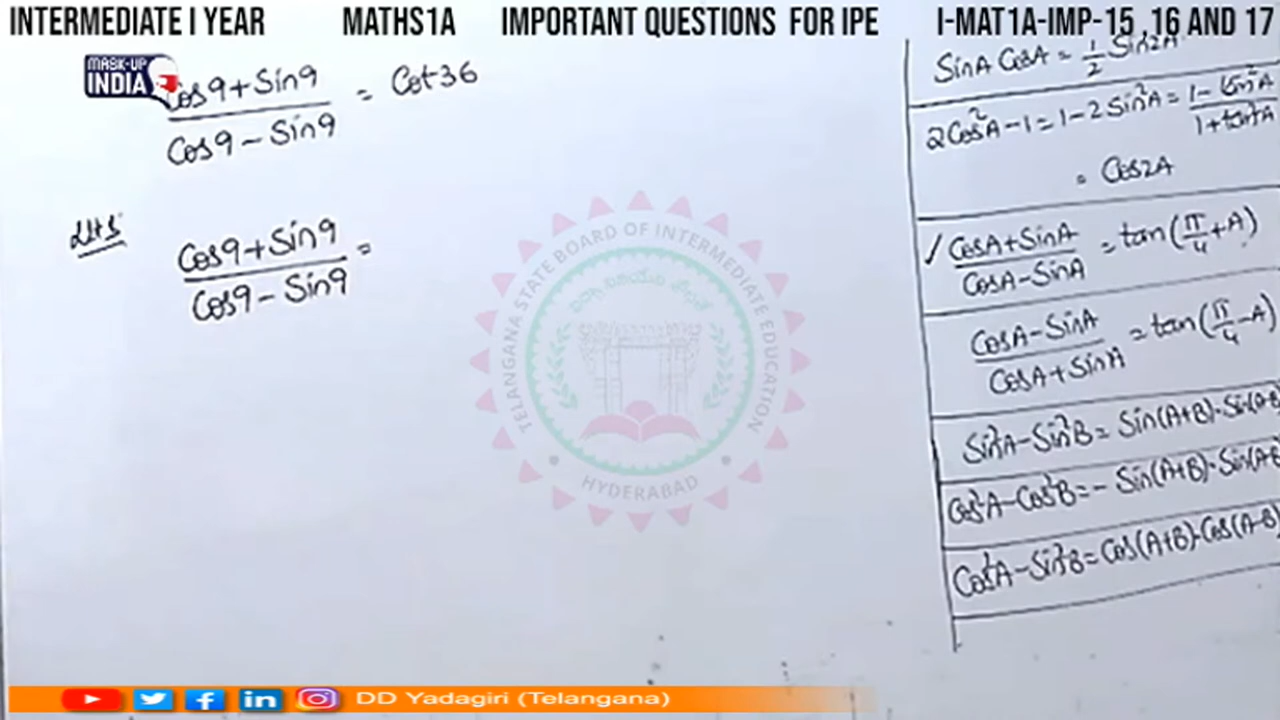 INTERMEDIATE I YEAR MATHS1A IMPORTANT QUESTIONS FOR IPE I-MAT1A-IMP-15 ,16 AND 17
MASK-UP
INDIA
Cos9+Sin9 / Cos9-Sin9 = Cot36
LHS
Cos9+Sin9 / Cos9-Sin9 =
SinA CosA = 1/2 Sin2A
2Cos²A-1 = 1-2Sin²A = 1-tan²A / 1+tan²A
= Cos2A
✓ CosA+SinA / CosA-SinA = tan(π/4+A)
CosA-SinA / CosA+SinA = tan(π/4-A)
Sin²A-Sin²B = Sin(A+B)·Sin(A-B
Cos²A-Cos²B = - Sin(A+B)·Sin(A-B
Cos²A-Sin²B = Cos(A+B)·Cos(A-B)
TELANGANA STATE BOARD OF INTERMEDIATE EDUCATION
HYDERABAD
DD Yadagiri (Telangana)